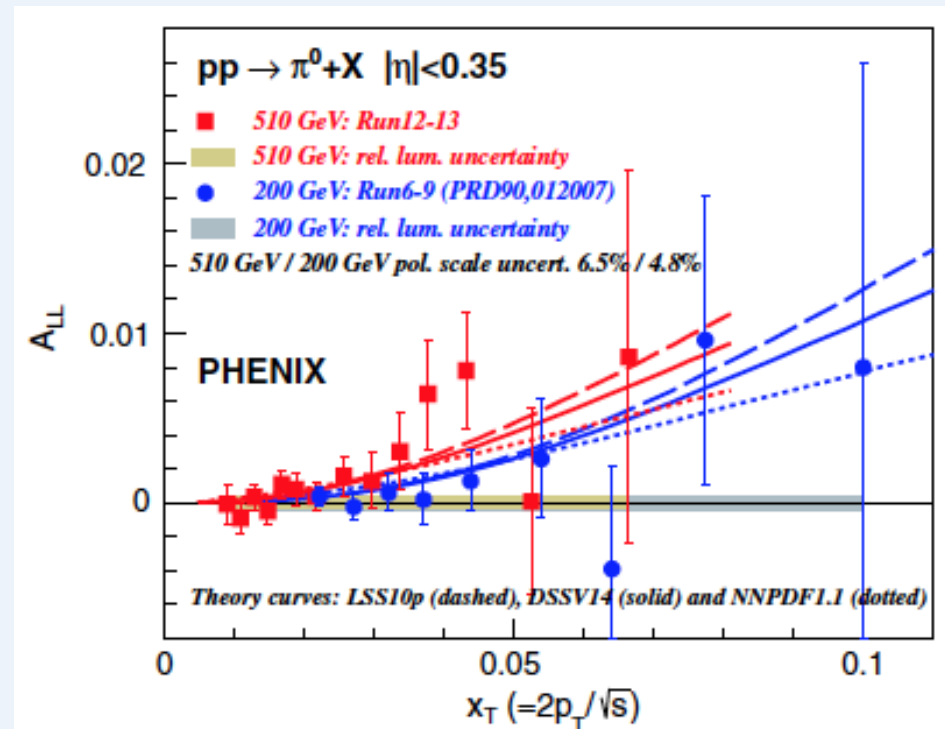 pp → π⁰+X |η|<0.35
510 GeV: Run12-13
510 GeV: rel. lum. uncertainty
200 GeV: Run6-9 (PRD90,012007)
200 GeV: rel. lum. uncertainty
510 GeV / 200 GeV pol. scale uncert. 6.5% / 4.8%
0.02
0.01
0
A_LL
PHENIX
Theory curves: LSS10p (dashed), DSSV14 (solid) and NNPDF1.1 (dotted)
0 0.05 0.1
x_T (=2p_T/√s)